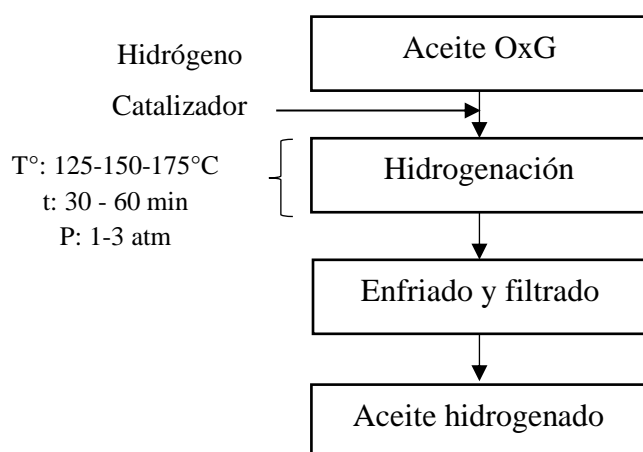 Aceite OxG
Hidrógeno
Catalizador
T°: 125-150-175°C
t: 30 - 60 min
P: 1-3 atm
Hidrogenación
Enfriado y filtrado
Aceite hidrogenado